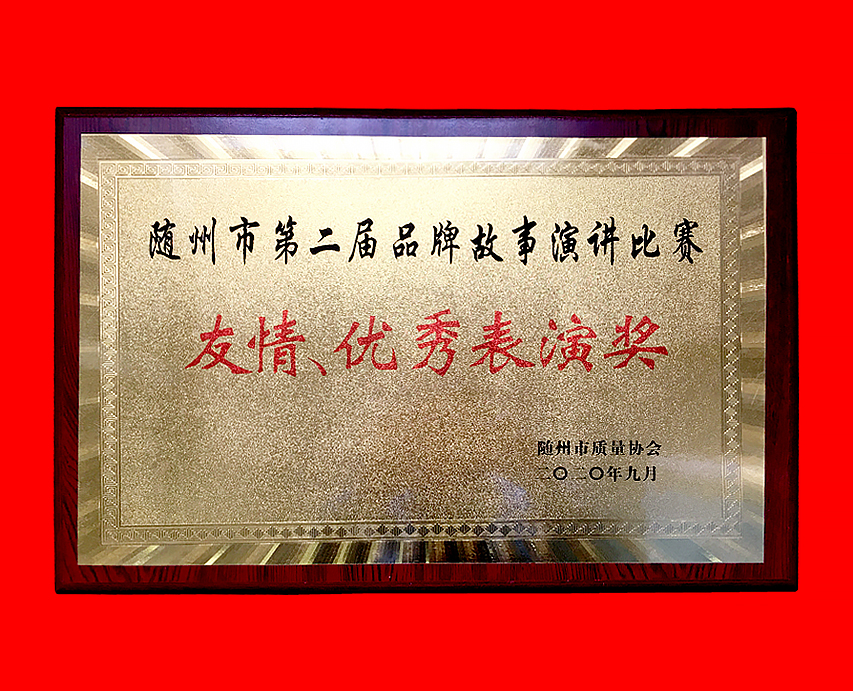 随州市第二届品牌故事演讲比赛
友情、优秀表演奖
随州市质量协会
二〇二〇年九月